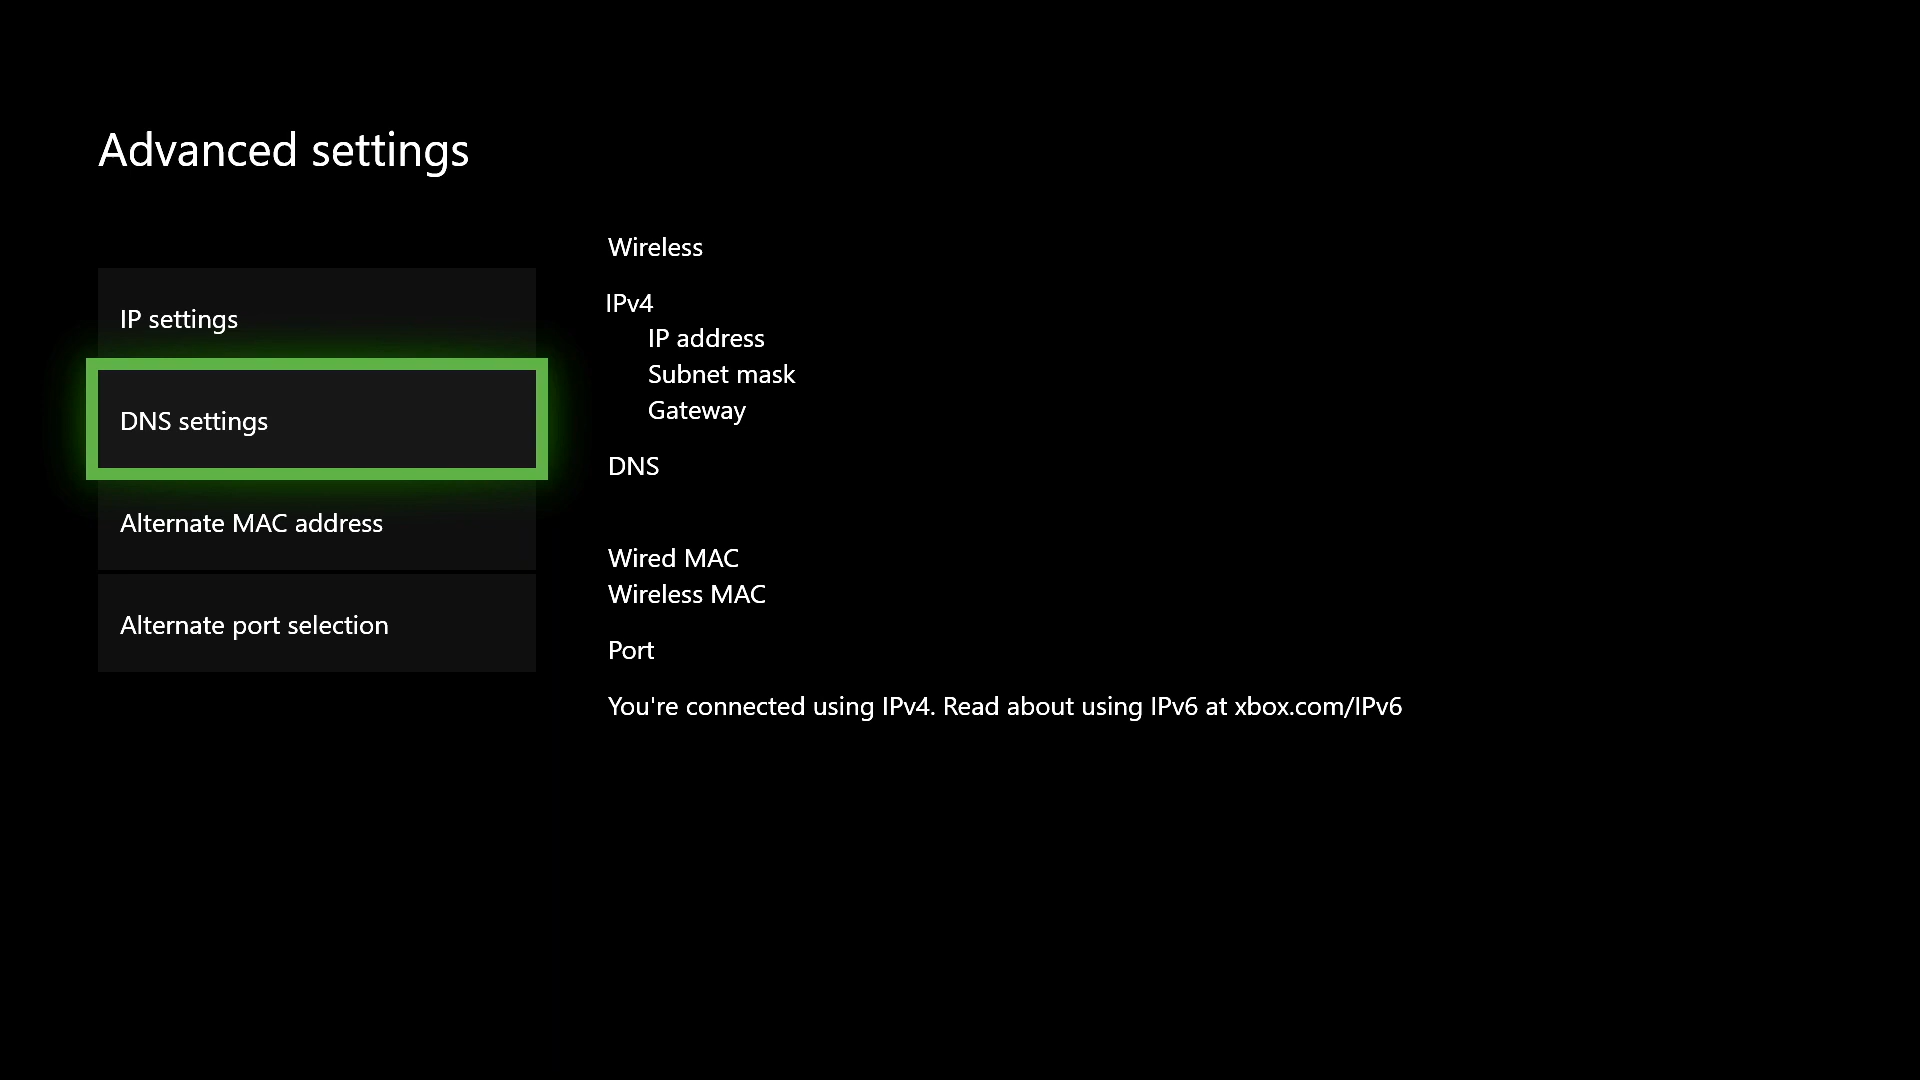 Advanced settings
IP settings
DNS settings
Alternate MAC address
Alternate port selection
Wireless
IPv4
IP address
Subnet mask
Gateway
DNS
Wired MAC
Wireless MAC
Port
You're connected using IPv4. Read about using IPv6 at xbox.com/IPv6